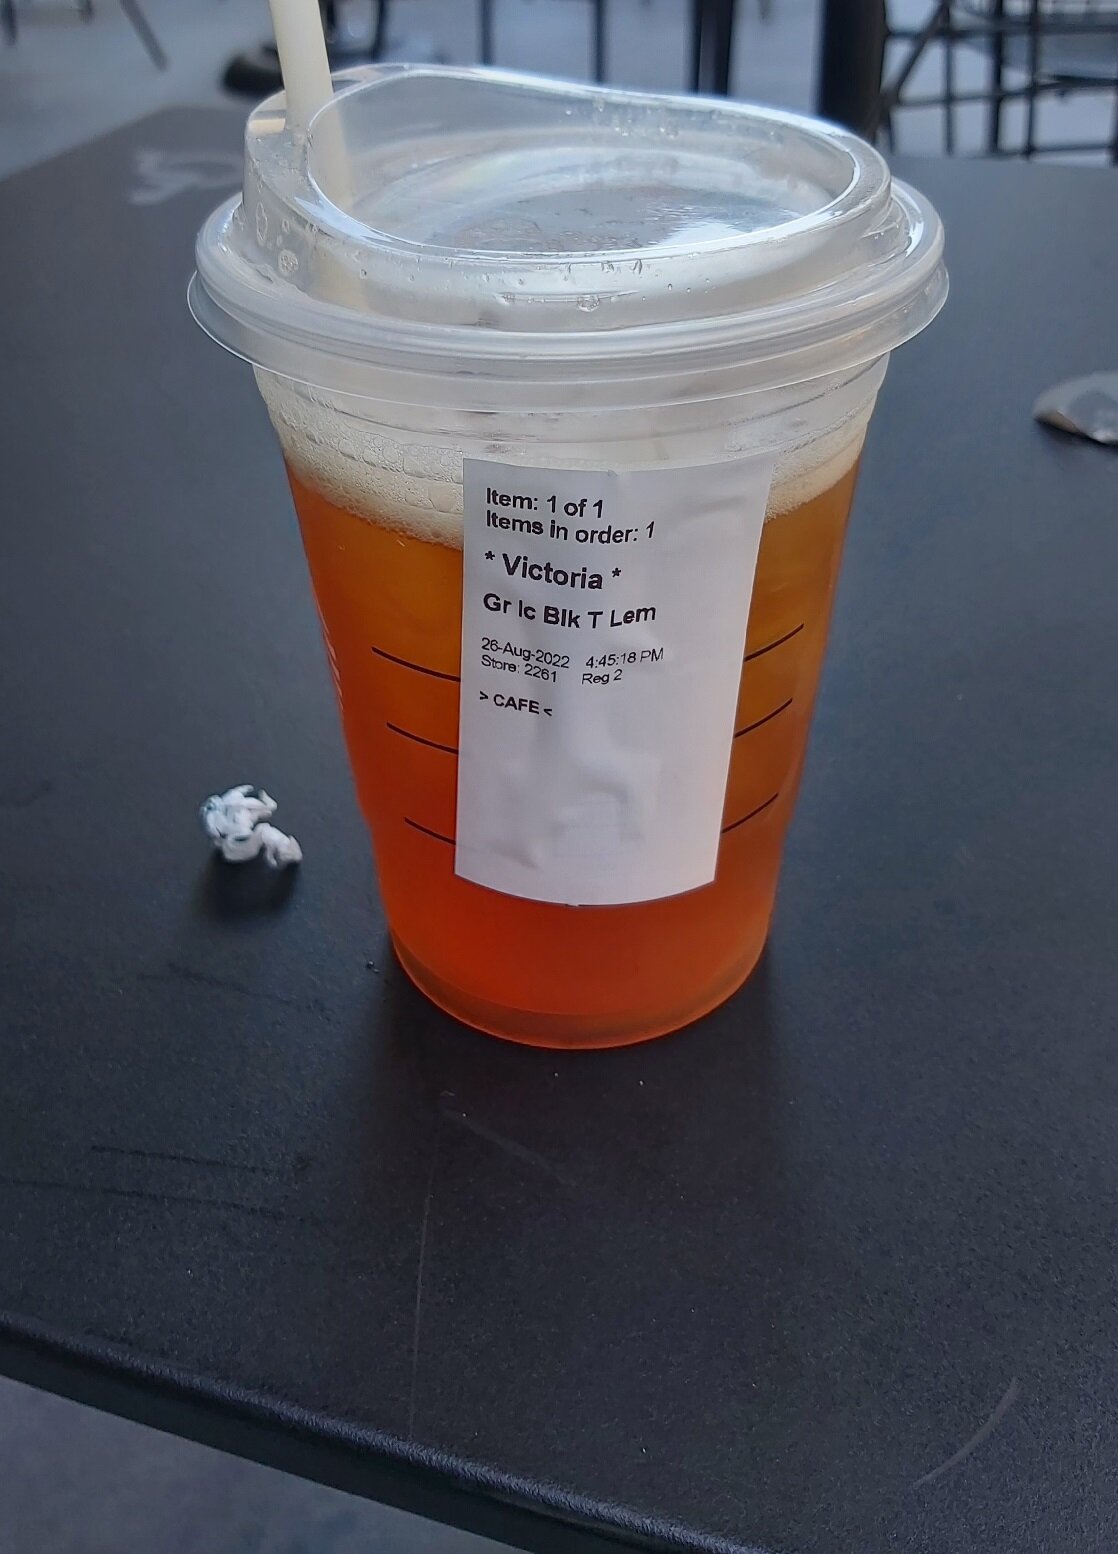 Item: 1 of 1
Items in order: 1
* Victoria *
Gr Ic Blk T Lem
26-Aug-2022 4:45:18 PM
Store: 2261 Reg 2
> CAFE <